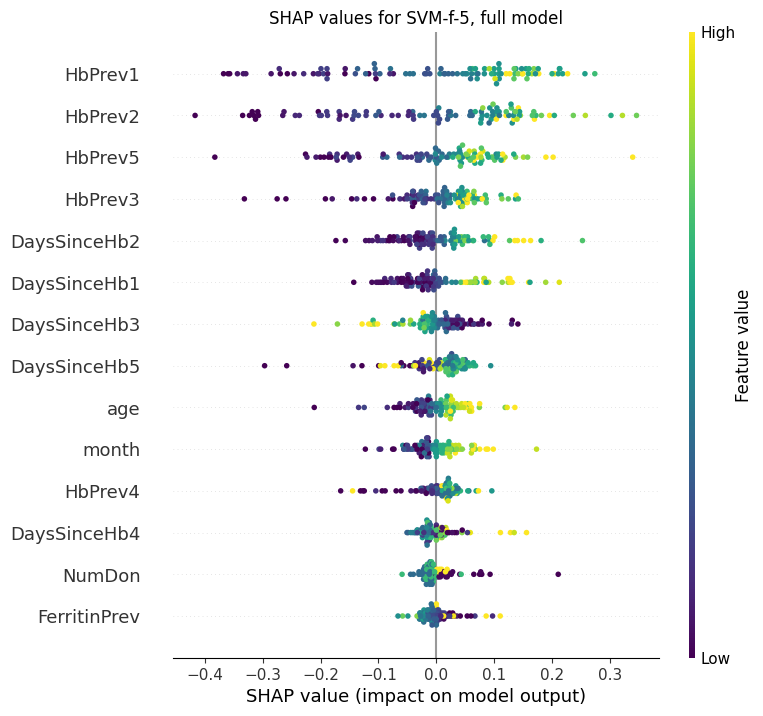 SHAP values for SVM-f-5, full model
High
HbPrev1
HbPrev2
HbPrev5
HbPrev3
DaysSinceHb2
DaysSinceHb1
DaysSinceHb3
DaysSinceHb5
age
month
HbPrev4
DaysSinceHb4
NumDon
FerritinPrev
Feature value
Low
−0.4 −0.3 −0.2 −0.1 0.0 0.1 0.2 0.3
SHAP value (impact on model output)